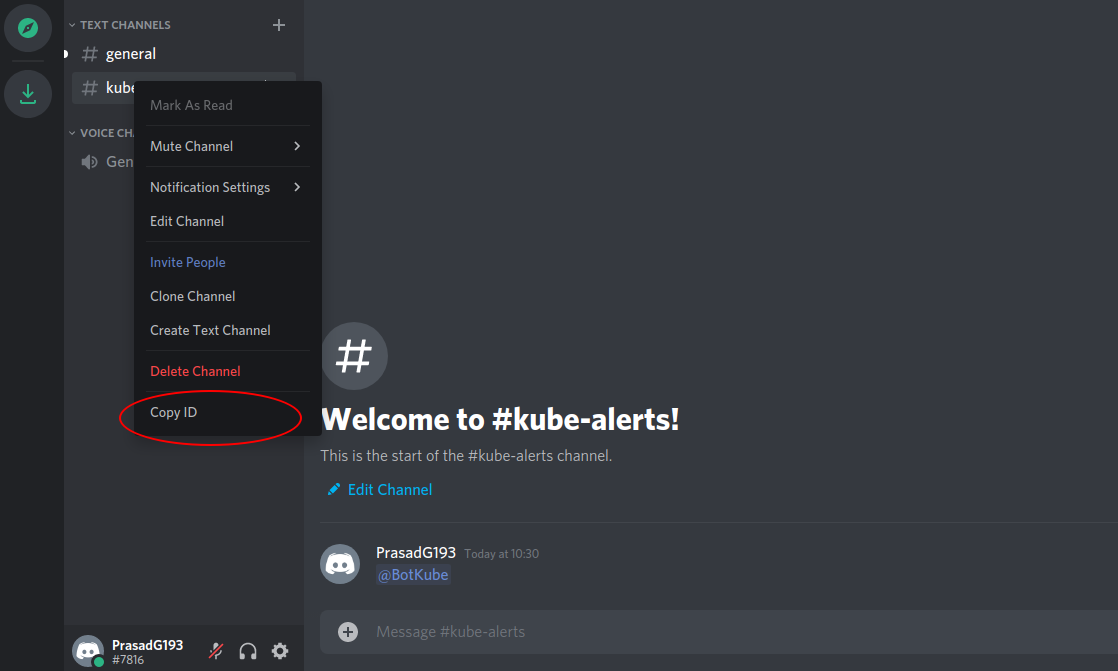 TEXT CHANNELS
general
kube
VOICE CH
Gen
Mark As Read
Mute Channel
Notification Settings
Edit Channel
Invite People
Clone Channel
Create Text Channel
Delete Channel
Copy ID
Welcome to #kube-alerts!
This is the start of the #kube-alerts channel.
Edit Channel
PrasadG193 Today at 10:30
@BotKube
Message #kube-alerts
PrasadG193
#7816